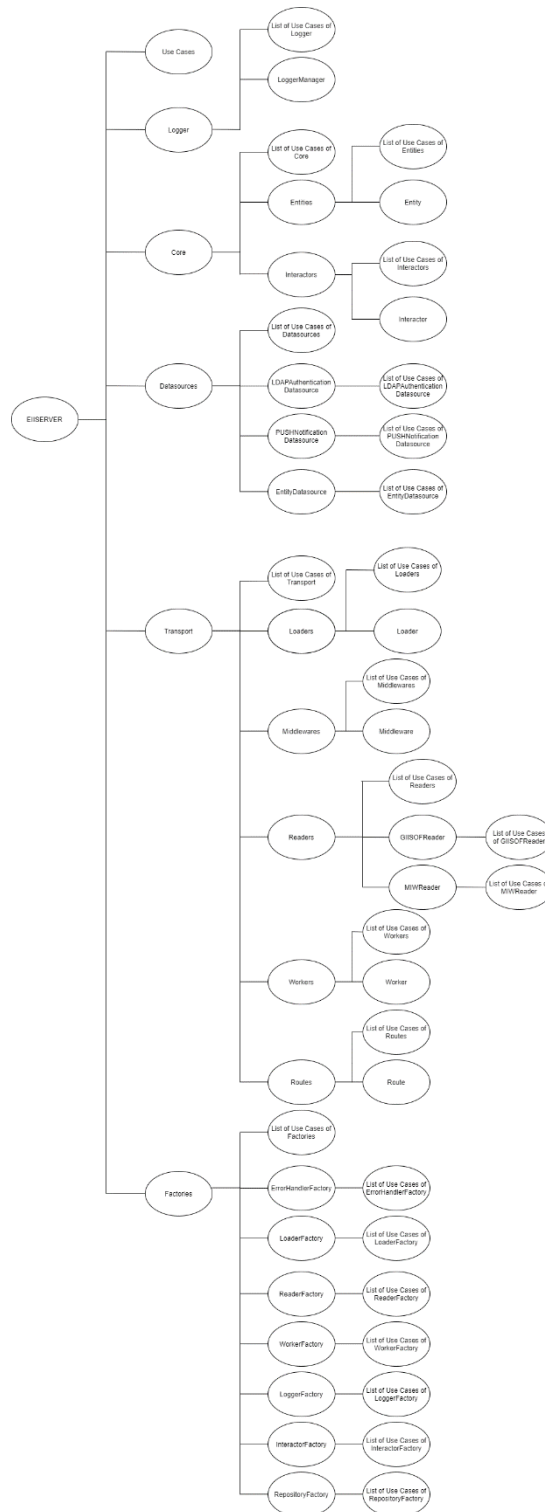 List of Use Cases of
Logger
Use Cases
LoggerManager
Logger
List of Use Cases of
Core
List of Use Cases of
Entities
Entities
Entity
Core
Interactors
List of Use Cases of
Interactors
Interactor
List of Use Cases of
Datasources
Datasources
LDAPAuthentication
Datasource
List of Use Cases of
LDAPAuthentication
Datasource
EIISERVER
PUSHNotification
Datasource
List of Use Cases of
PUSHNotification
Datasource
EntityDatasource
List of Use Cases of
EntityDatasource
List of Use Cases of
Transport
List of Use Cases of
Loaders
Transport
Loaders
Loader
List of Use Cases of
Middlewares
Middlewares
Middleware
List of Use Cases of
Readers
Readers
GIISOFReader
List of Use Cases
of GIISOFReader
MIWReader
List of Use Cases of
MIWReader
List of Use Cases of
Workers
Workers
Worker
List of Use Cases of
Routes
Routes
Route
List of Use Cases of
Factories
Factories
ErrorHandlerFactory
List of Use Cases of
ErrorHandlerFactory
LoaderFactory
List of Use Cases of
LoaderFactory
ReaderFactory
List of Use Cases of
ReaderFactory
WorkerFactory
List of Use Cases of
WorkerFactory
LoggerFactory
List of Use Cases of
LoggerFactory
InteractorFactory
List of Use Cases of
InteractorFactory
RepositoryFactory
List of Use Cases of
RepositoryFactory